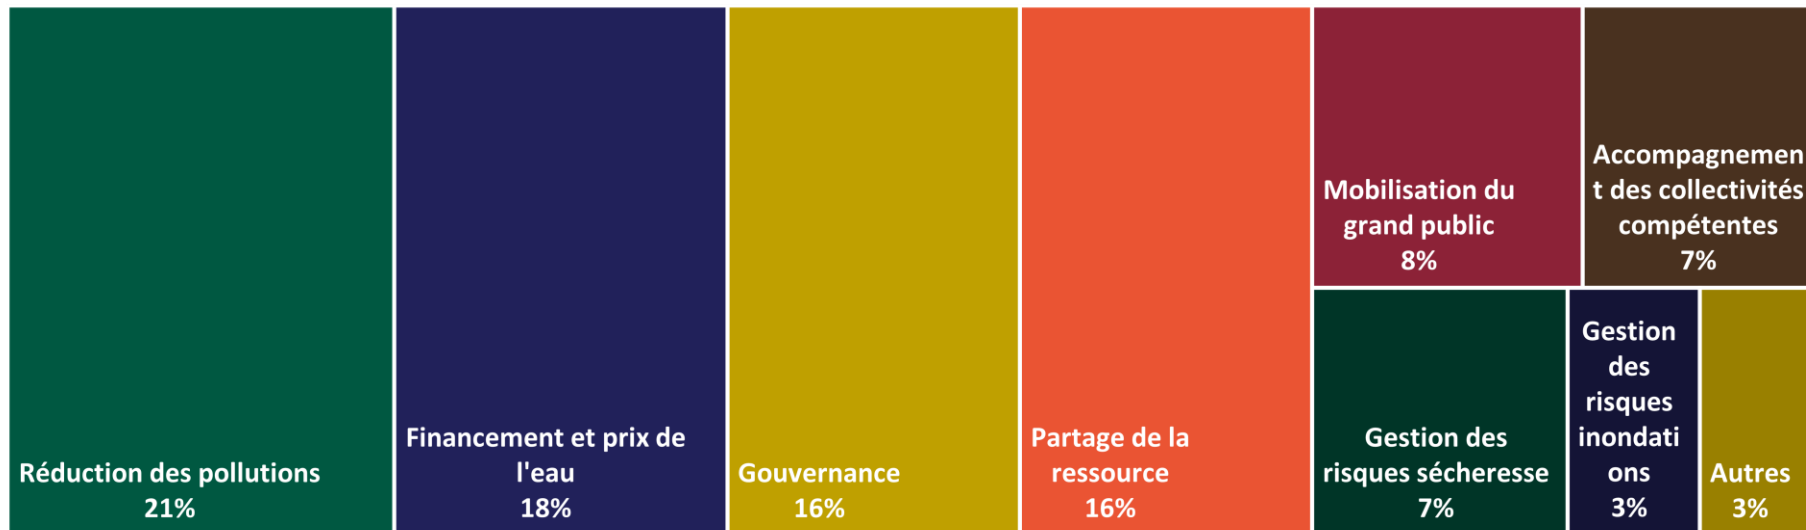 Réduction des pollutions
21%
Financement et prix de
l'eau
18%
Gouvernance
16%
Partage de la
ressource
16%
Mobilisation du
grand public
8%
Accompagnemen
t des collectivités
compétentes
7%
Gestion des
risques sécheresse
7%
Gestion
des
risques
inondati
ons
3%
Autres
3%